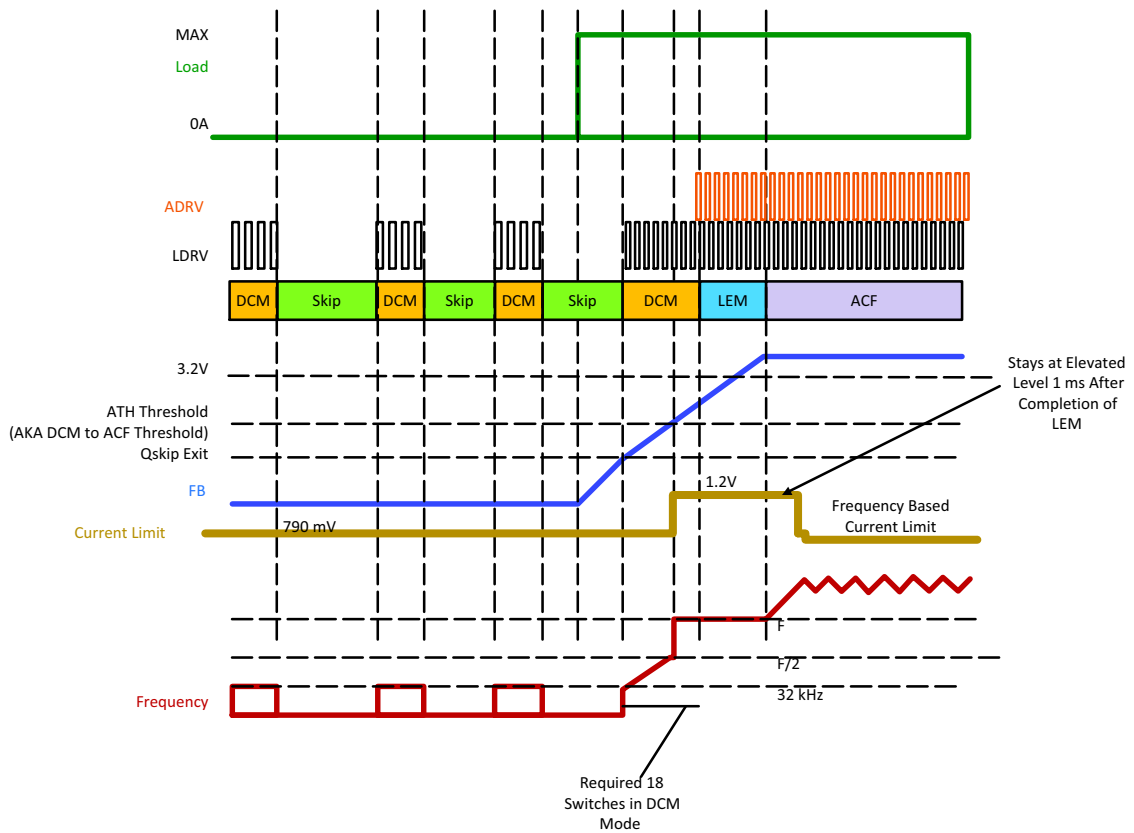 MAX
Load
0A
ADRV
LDRV
DCM
Skip
DCM
Skip
DCM
Skip
DCM
LEM
ACF
3.2V
Stays at Elevated
Level 1 ms After
Completion of
LEM
ATH Threshold
(AKA DCM to ACF Threshold)
Qskip Exit
FB
1.2V
Current Limit
790 mV
Frequency Based
Current Limit
F
F/2
32 kHz
Frequency
Required 18
Switches in DCM
Mode